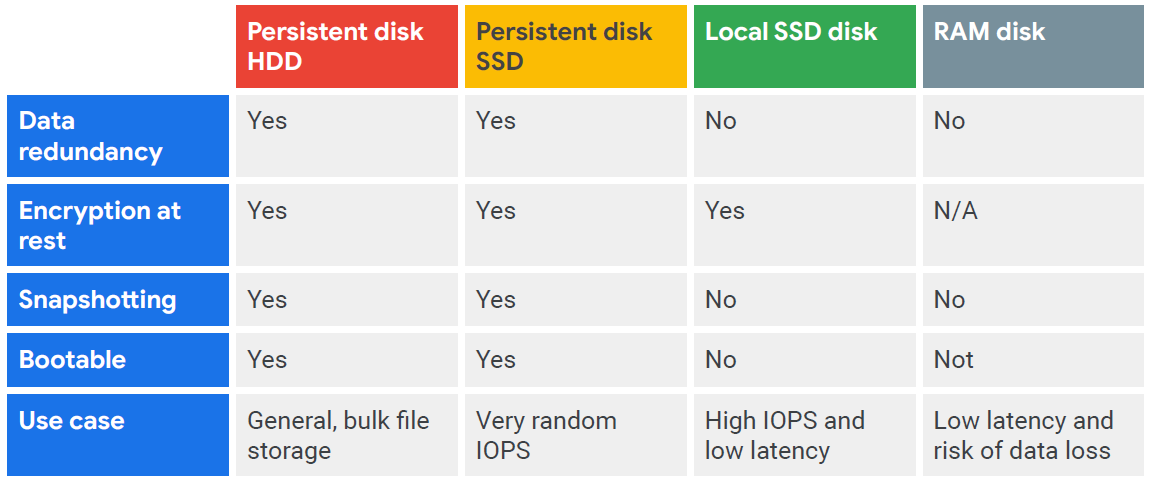 Persistent disk HDD
Persistent disk SSD
Local SSD disk
RAM disk
Data redundancy
Yes
Yes
No
No
Encryption at rest
Yes
Yes
Yes
N/A
Snapshotting
Yes
Yes
No
No
Bootable
Yes
Yes
No
Not
Use case
General, bulk file storage
Very random IOPS
High IOPS and low latency
Low latency and risk of data loss